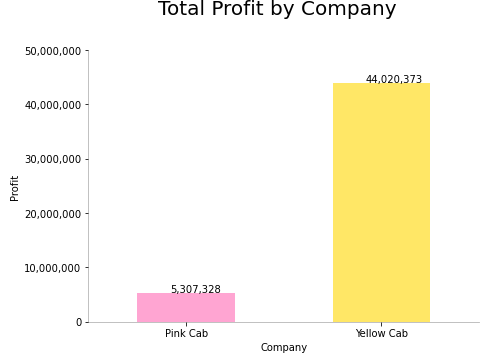 Total Profit by Company
50,000,000
40,000,000
30,000,000
20,000,000
10,000,000
0
Profit
44,020,373
5,307,328
Pink Cab
Yellow Cab
Company